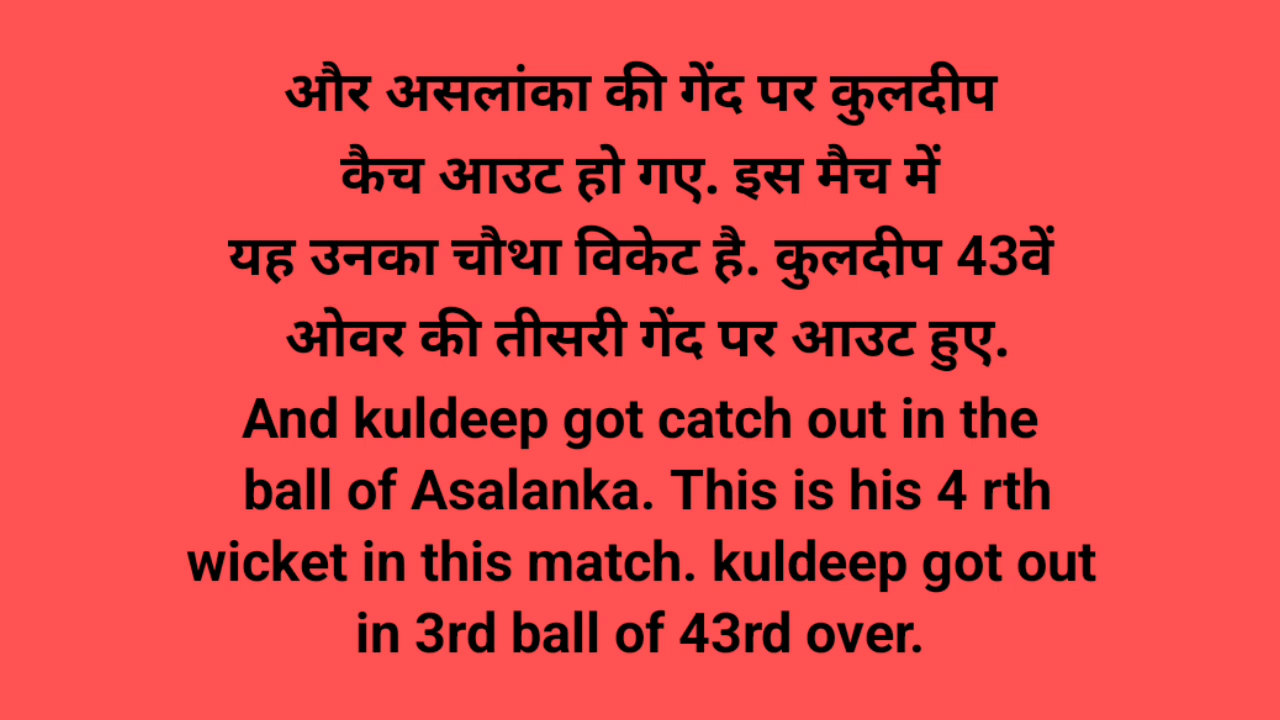 और असलांका की गेंद पर कुलदीप
कैच आउट हो गए. इस मैच में
यह उनका चौथा विकेट है. कुलदीप 43वें
ओवर की तीसरी गेंद पर आउट हुए.
And kuldeep got catch out in the
ball of Asalanka. This is his 4 rth
wicket in this match. kuldeep got out
in 3rd ball of 43rd over.